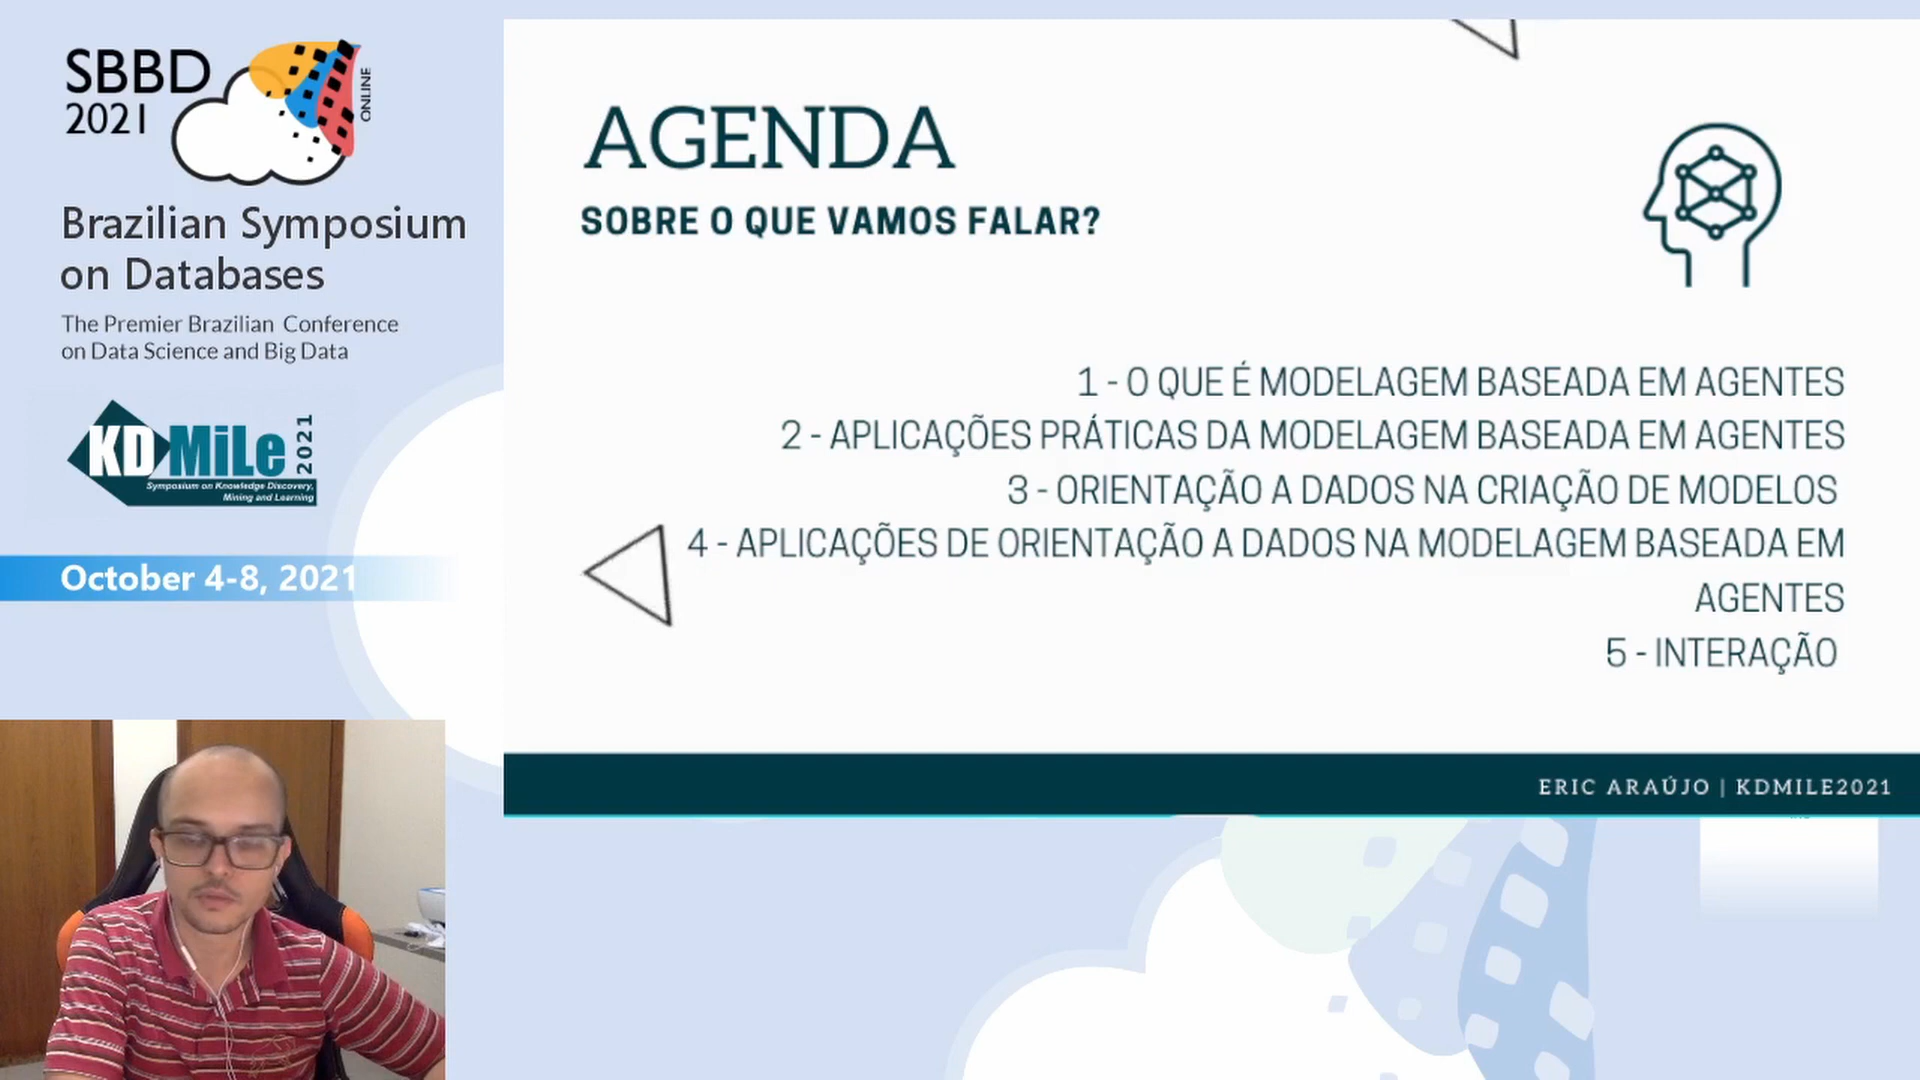 SBBD
2021
ONLINE
Brazilian Symposium
on Databases
The Premier Brazilian Conference
on Data Science and Big Data
KDMiLe
2021
Symposium on Knowledge Discovery,
Mining and Learning
October 4-8, 2021
AGENDA
SOBRE O QUE VAMOS FALAR?
1 - O QUE É MODELAGEM BASEADA EM AGENTES
2 - APLICAÇÕES PRÁTICAS DA MODELAGEM BASEADA EM AGENTES
3 - ORIENTAÇÃO A DADOS NA CRIAÇÃO DE MODELOS
4 - APLICAÇÕES DE ORIENTAÇÃO A DADOS NA MODELAGEM BASEADA EM
AGENTES
5 - INTERAÇÃO
ERIC ARAÚJO | KDMILE2021